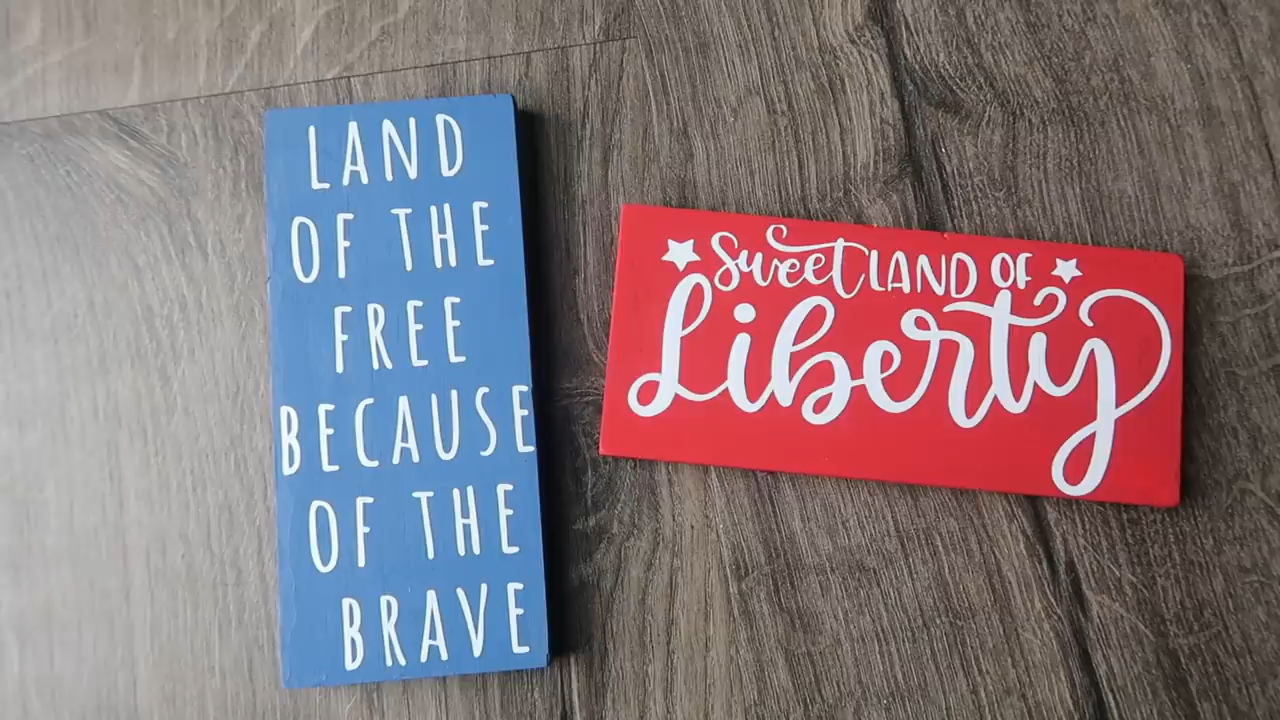 LAND
OF THE
FREE
BECAUSE
OF THE
BRAVE
Sweet LAND OF
Liberty